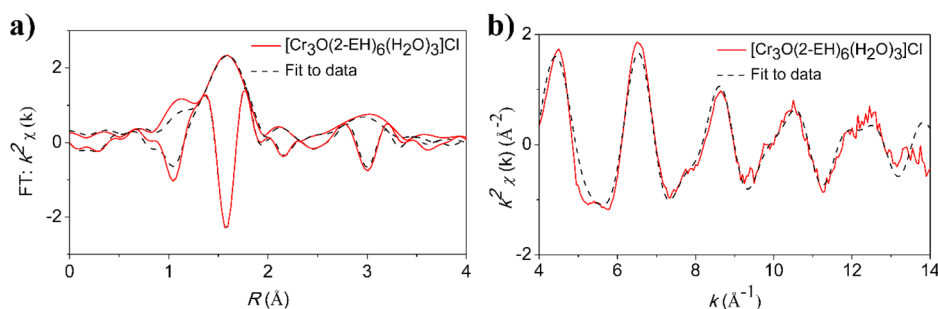 a)
[Cr₃O(2-EH)₆(H₂O)₃]Cl
Fit to data
FT: k² χ (k)
2
0
-2
0 1 2 3 4
R (Å)
b)
[Cr₃O(2-EH)₆(H₂O)₃]Cl
Fit to data
k² χ (k) (Å⁻²)
2
0
-2
4 6 8 10 12 14
k (Å⁻¹)